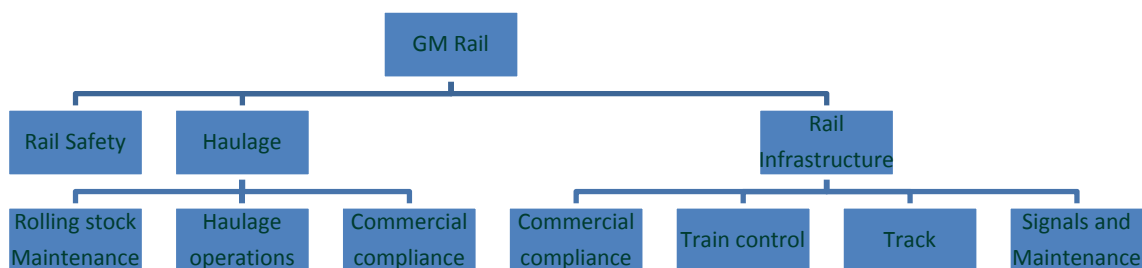 GM Rail
Rail Safety
Haulage
Rail
Infrastructure
Rolling stock
Maintenance
Haulage
operations
Commercial
compliance
Commercial
compliance
Train control
Track
Signals and
Maintenance